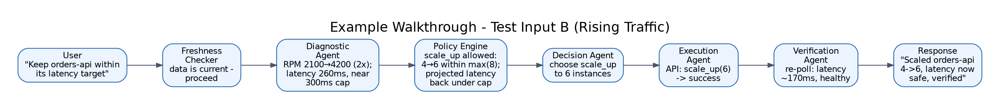 Example Walkthrough - Test Input B (Rising Traffic)
User
"Keep orders-api within
its latency target"
Freshness
Checker
data is current -
proceed
Diagnostic
Agent
RPM 2100→4200 (2x);
latency 260ms, near
300ms cap
Policy Engine
scale_up allowed:
4→6 within max(8);
projected latency
back under cap
Decision Agent
choose scale_up
to 6 instances
Execution
Agent
API: scale_up(6)
-> success
Verification
Agent
re-poll: latency
~170ms, healthy
Response
"Scaled orders-api
4->6, latency now
safe, verified"